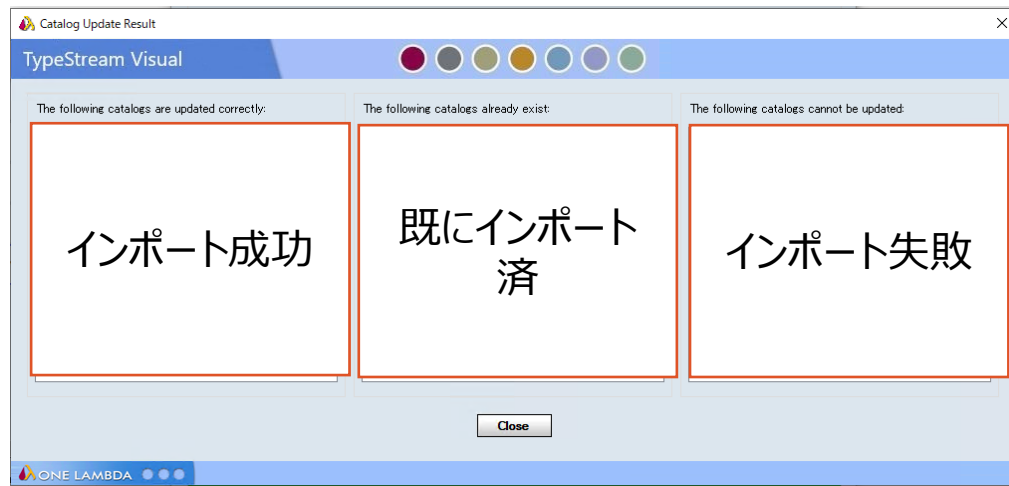 Catalog Update Result
TypeStream Visual
The following catalogs are updated correctly:
The following catalogs already exist:
The following catalogs cannot be updated:
インポート成功
既にインポート
済
インポート失敗
Close
ONE LAMBDA